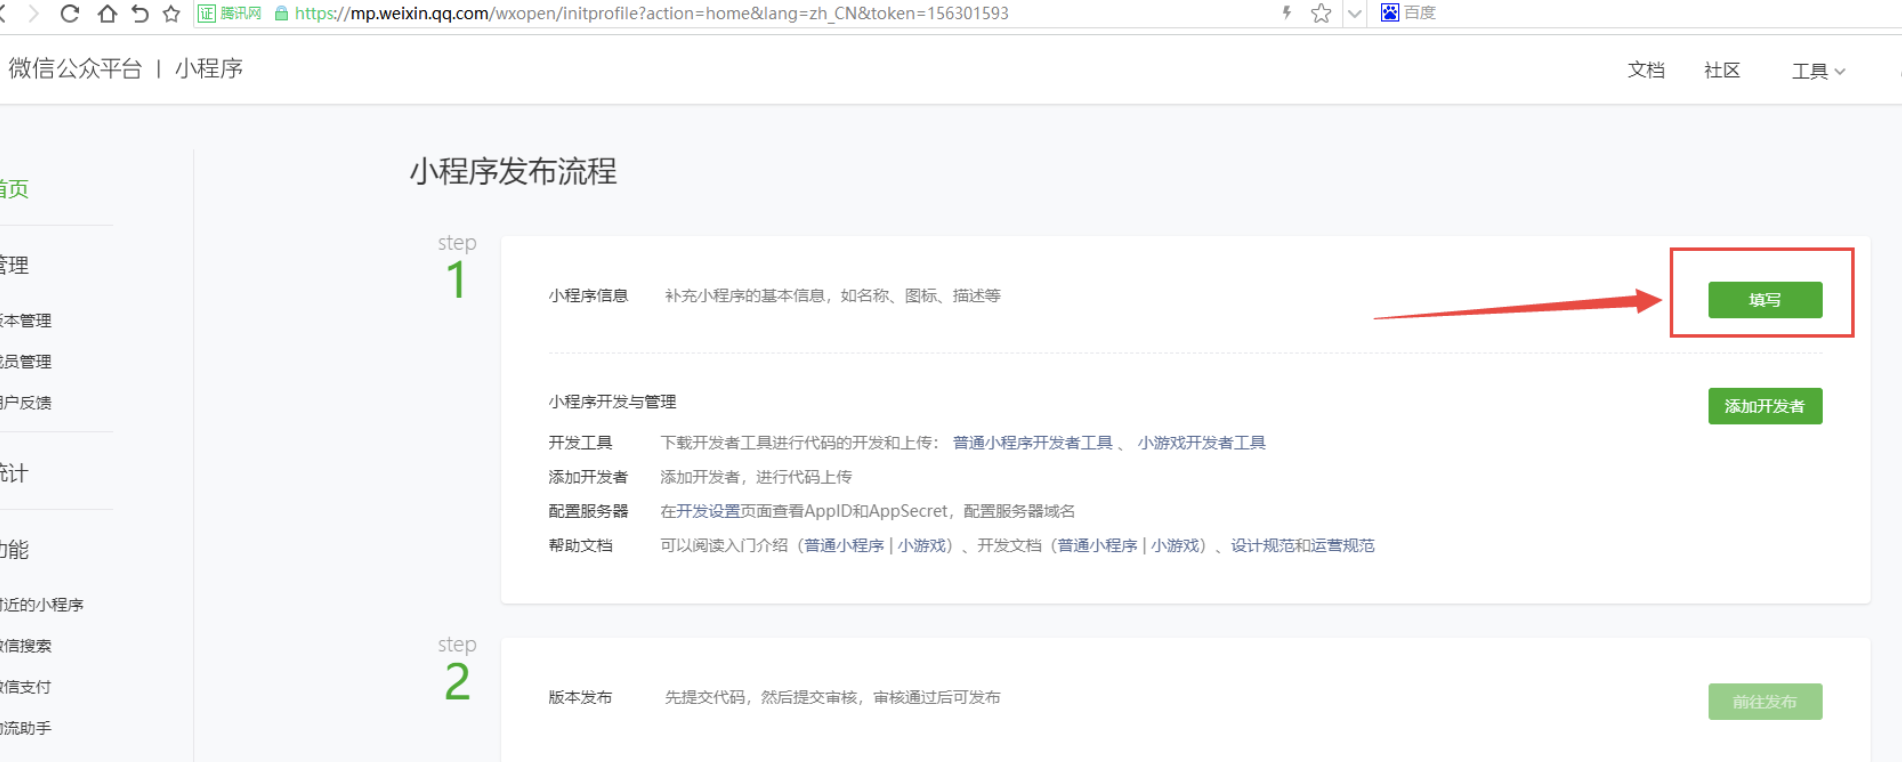 腾讯网 https://mp.weixin.qq.com/wxopen/initprofile?action=home&lang=zh_CN&token=156301593 百度
微信公众平台 | 小程序 文档 社区 工具
首页
管理
版本管理
成员管理
用户反馈
统计
功能
附近的小程序
微信搜索
微信支付
物流助手
小程序发布流程
step
1
小程序信息 补充小程序的基本信息，如名称、图标、描述等 填写
小程序开发与管理 添加开发者
开发工具 下载开发者工具进行代码的开发和上传： 普通小程序开发者工具 、 小游戏开发者工具
添加开发者 添加开发者，进行代码上传
配置服务器 在开发设置页面查看AppID和AppSecret，配置服务器域名
帮助文档 可以阅读入门介绍（普通小程序 | 小游戏）、开发文档（普通小程序 | 小游戏）、设计规范和运营规范
step
2
版本发布 先提交代码，然后提交审核，审核通过后可发布 前往发布